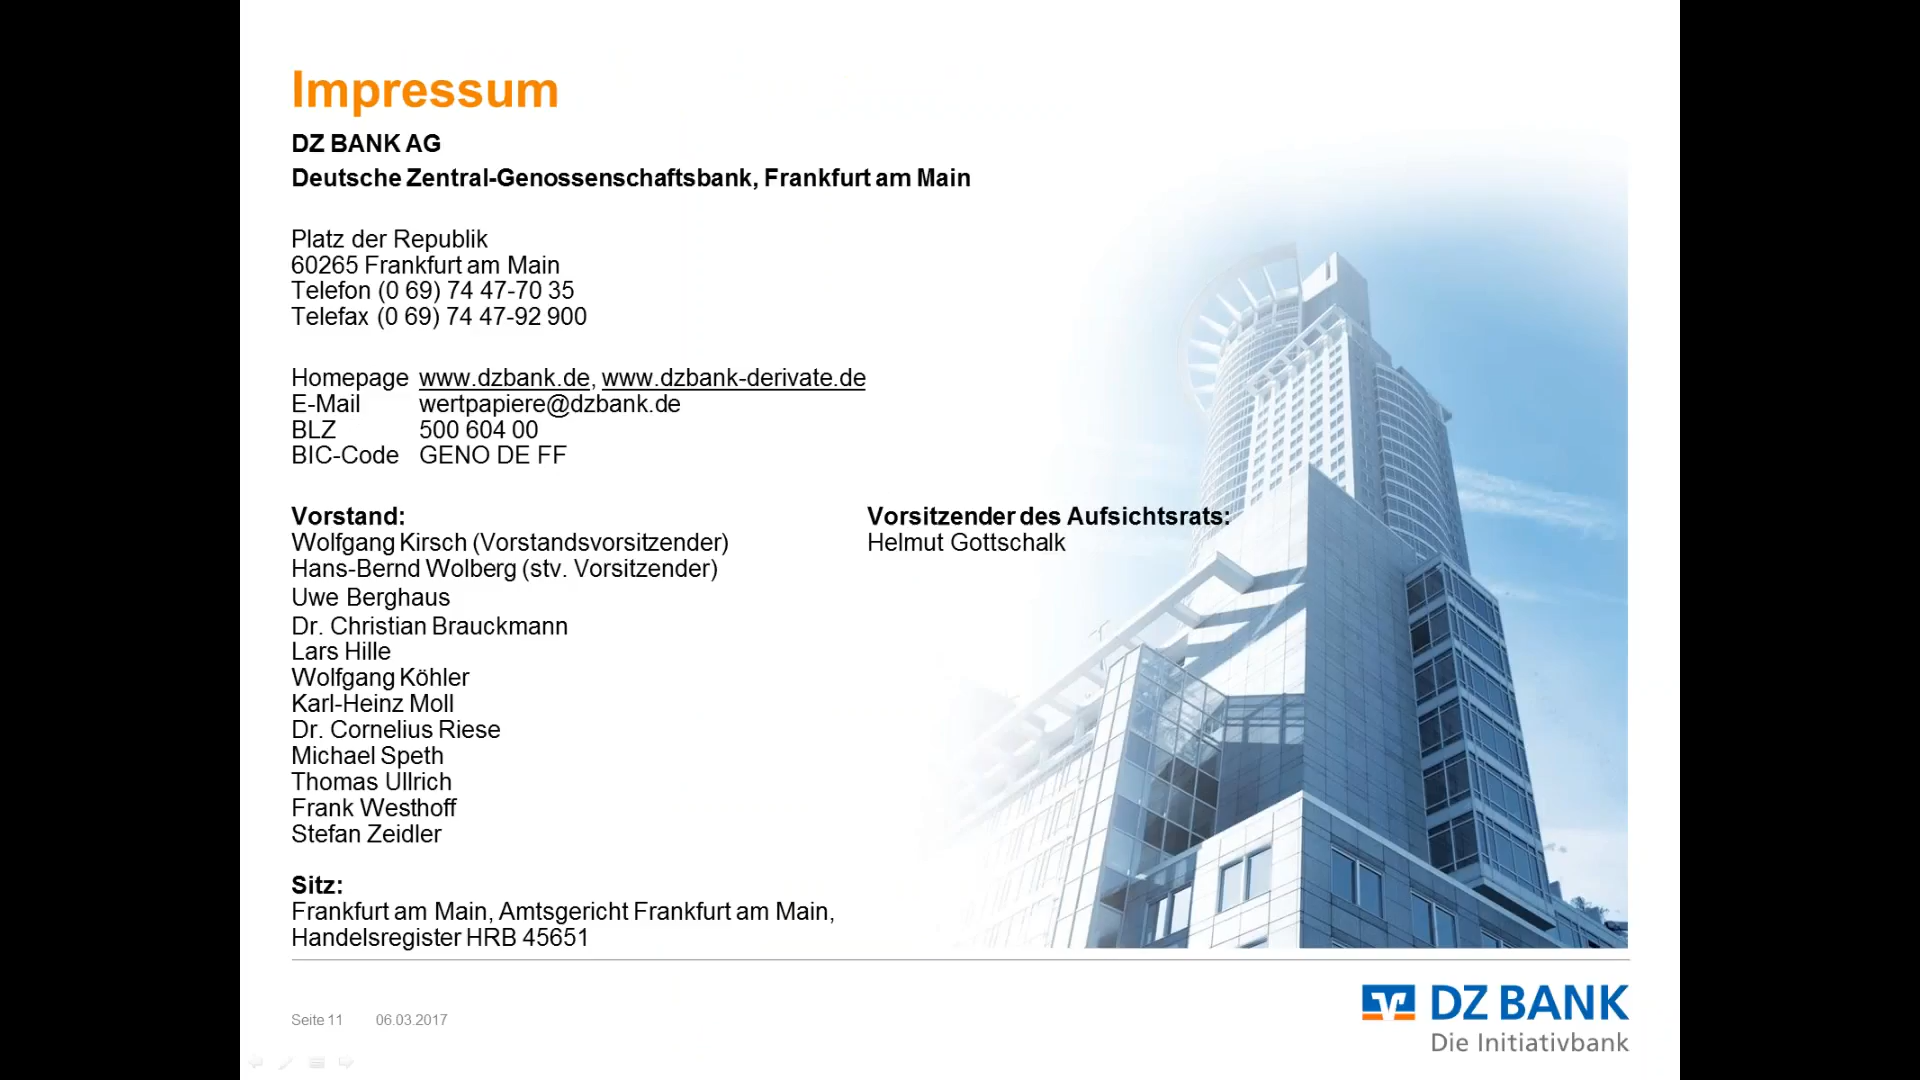 Impressum
DZ BANK AG
Deutsche Zentral-Genossenschaftsbank, Frankfurt am Main
Platz der Republik
60265 Frankfurt am Main
Telefon (0 69) 74 47-70 35
Telefax (0 69) 74 47-92 900
Homepage www.dzbank.de, www.dzbank-derivate.de
E-Mail wertpapiere@dzbank.de
BLZ 500 604 00
BIC-Code GENO DE FF
Vorstand:
Wolfgang Kirsch (Vorstandsvorsitzender)
Hans-Bernd Wolberg (stv. Vorsitzender)
Uwe Berghaus
Dr. Christian Brauckmann
Lars Hille
Wolfgang Köhler
Karl-Heinz Moll
Dr. Cornelius Riese
Michael Speth
Thomas Ullrich
Frank Westhoff
Stefan Zeidler
Vorsitzender des Aufsichtsrats:
Helmut Gottschalk
Sitz:
Frankfurt am Main, Amtsgericht Frankfurt am Main,
Handelsregister HRB 45651
Seite 11 06.03.2017
DZ BANK
Die Initiativbank